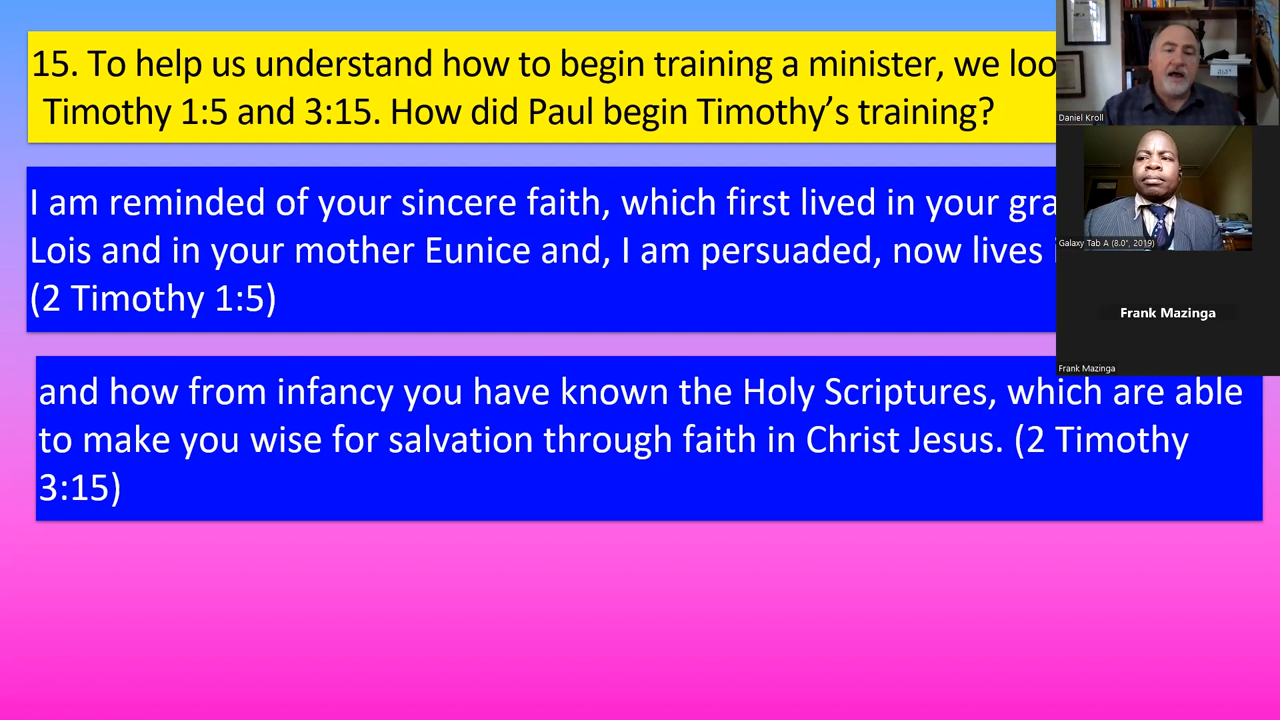 15. To help us understand how to begin training a minister, we loo
Timothy 1:5 and 3:15. How did Paul begin Timothy's training?
I am reminded of your sincere faith, which first lived in your gra
Lois and in your mother Eunice and, I am persuaded, now lives
(2 Timothy 1:5)
and how from infancy you have known the Holy Scriptures, which are able
to make you wise for salvation through faith in Christ Jesus. (2 Timothy
3:15)
Daniel Kroll
Galaxy Tab A (8.0", 2019)
Frank Mazinga
Frank Mazinga